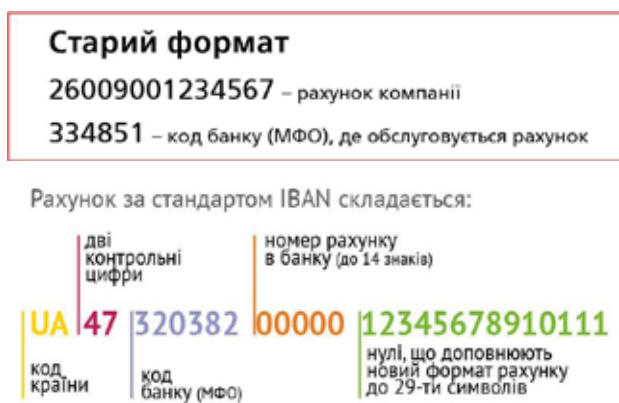 Старий формат
26009001234567 – рахунок компанії
334851 – код банку (МФО), де обслуговується рахунок
Рахунок за стандартом IBAN складається:
дві
контрольні
цифри
номер рахунку
в банку (до 14 знаків)
UA 47 320382 00000 12345678910111
код
країни
код
банку (МФО)
нулі, що доповнюють
новий формат рахунку
до 29-ти символів